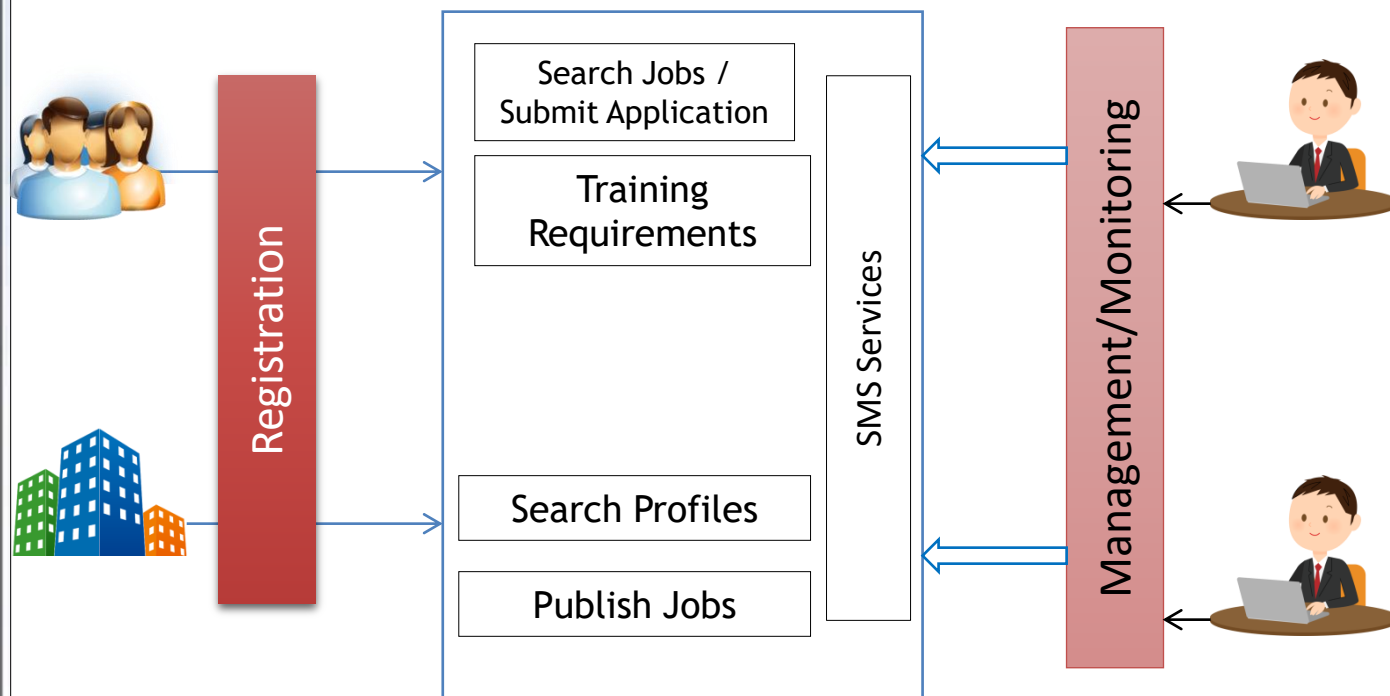 Registration
Search Jobs /
Submit Application
Training
Requirements
Search Profiles
Publish Jobs
SMS Services
Management/Monitoring